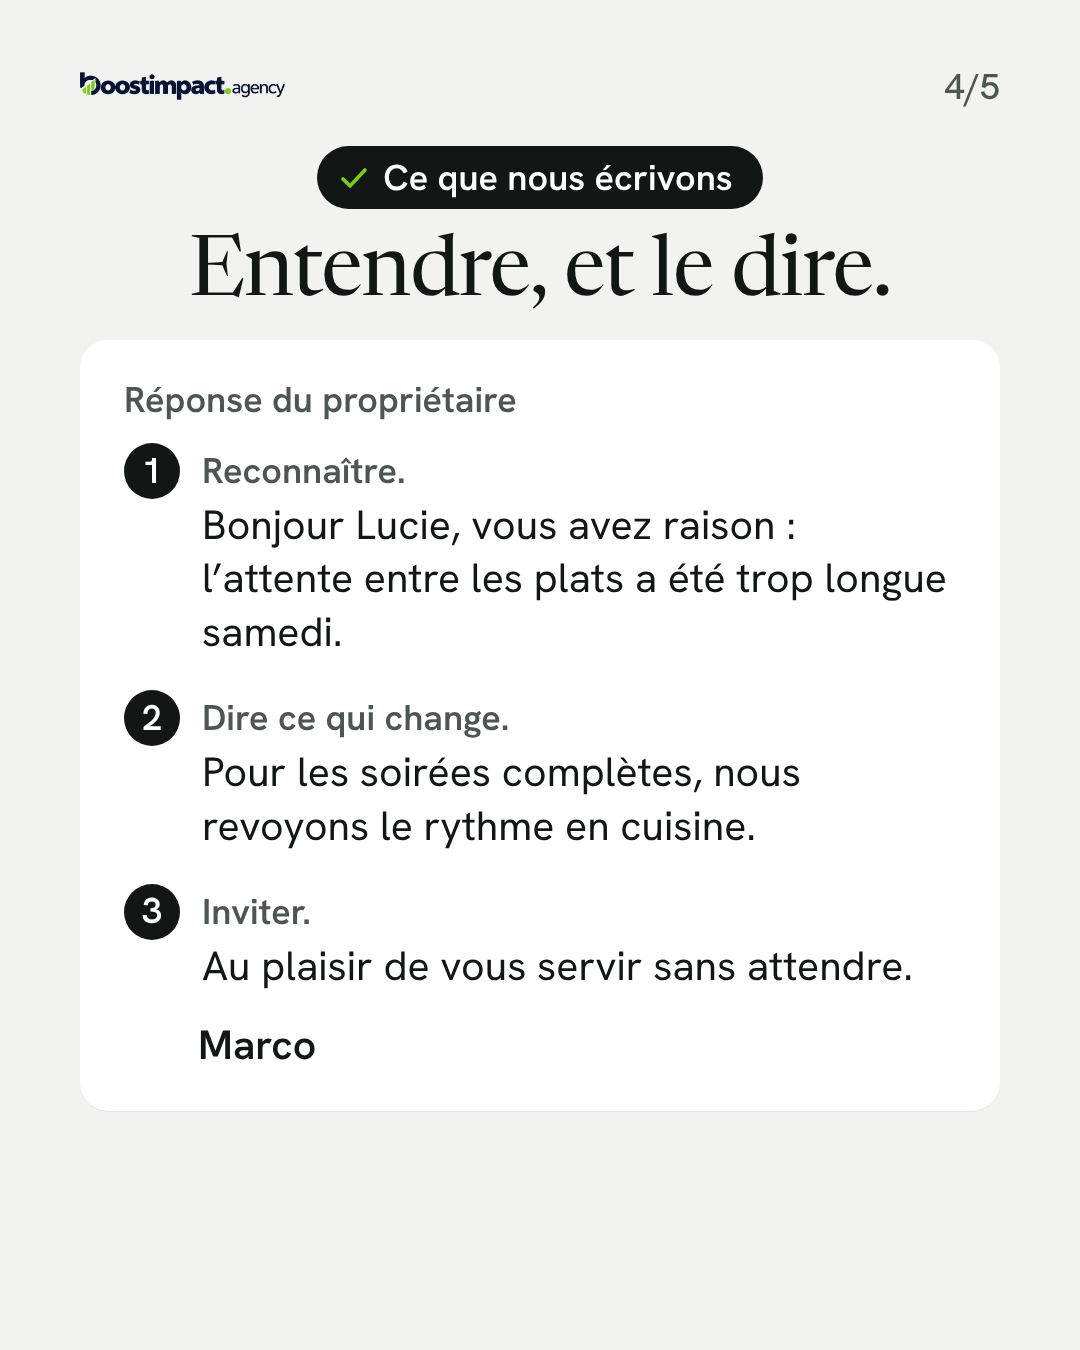 boostimpact.agency
4/5
Ce que nous écrivons
Entendre, et le dire.
Réponse du propriétaire
1 Reconnaître.
Bonjour Lucie, vous avez raison :
l’attente entre les plats a été trop longue
samedi.
2 Dire ce qui change.
Pour les soirées complètes, nous
revoyons le rythme en cuisine.
3 Inviter.
Au plaisir de vous servir sans attendre.
Marco